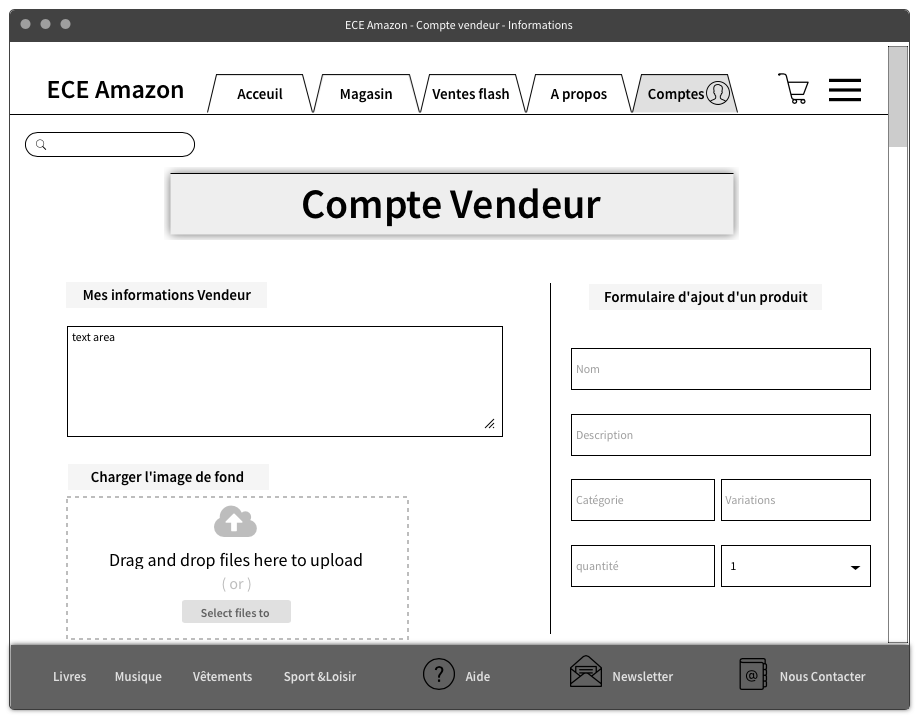 ECE Amazon - Compte vendeur - Informations
ECE Amazon
Acceuil
Magasin
Ventes flash
A propos
Comptes
Compte Vendeur
Mes informations Vendeur
text area
Charger l'image de fond
Drag and drop files here to upload
( or )
Select files to
Formulaire d'ajout d'un produit
Nom
Description
Catégorie
Variations
quantité
1
Livres
Musique
Vêtements
Sport &Loisir
? Aide
Newsletter
@ Nous Contacter